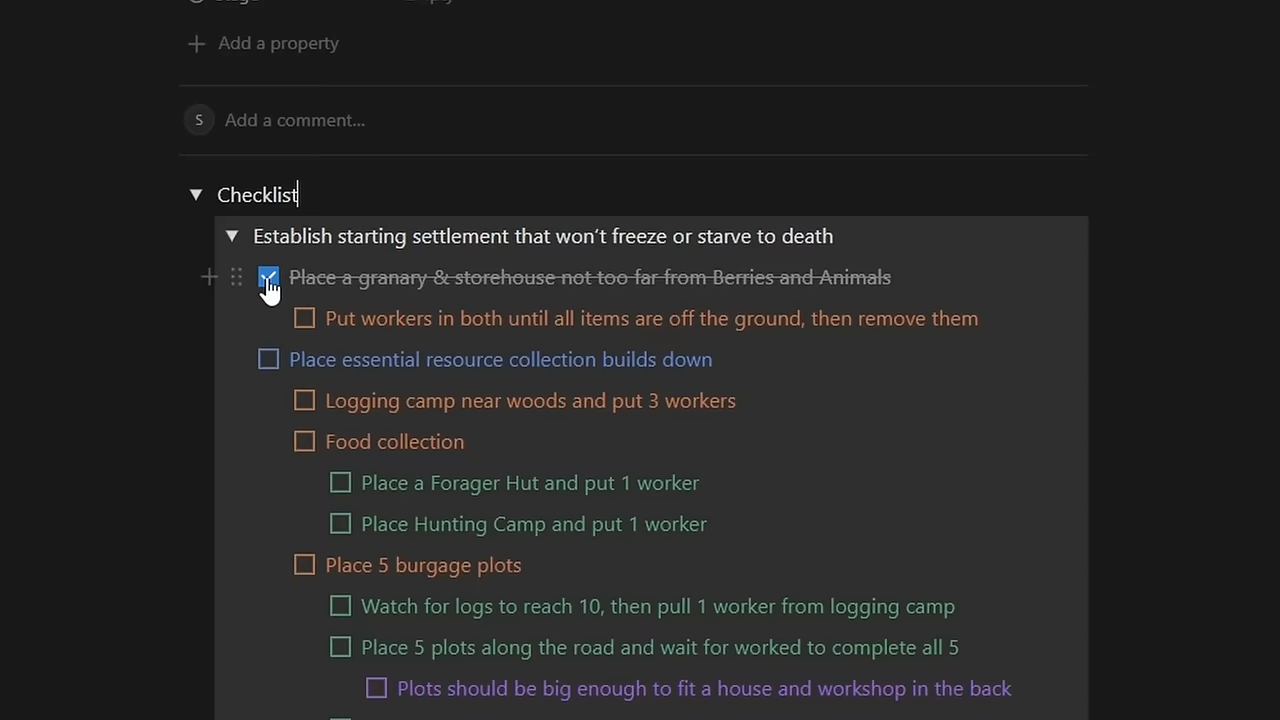 Add a property
S Add a comment...
Checklist
Establish starting settlement that won't freeze or starve to death
Place a granary & storehouse not too far from Berries and Animals
Put workers in both until all items are off the ground, then remove them
Place essential resource collection builds down
Logging camp near woods and put 3 workers
Food collection
Place a Forager Hut and put 1 worker
Place Hunting Camp and put 1 worker
Place 5 burgage plots
Watch for logs to reach 10, then pull 1 worker from logging camp
Place 5 plots along the road and wait for worked to complete all 5
Plots should be big enough to fit a house and workshop in the back